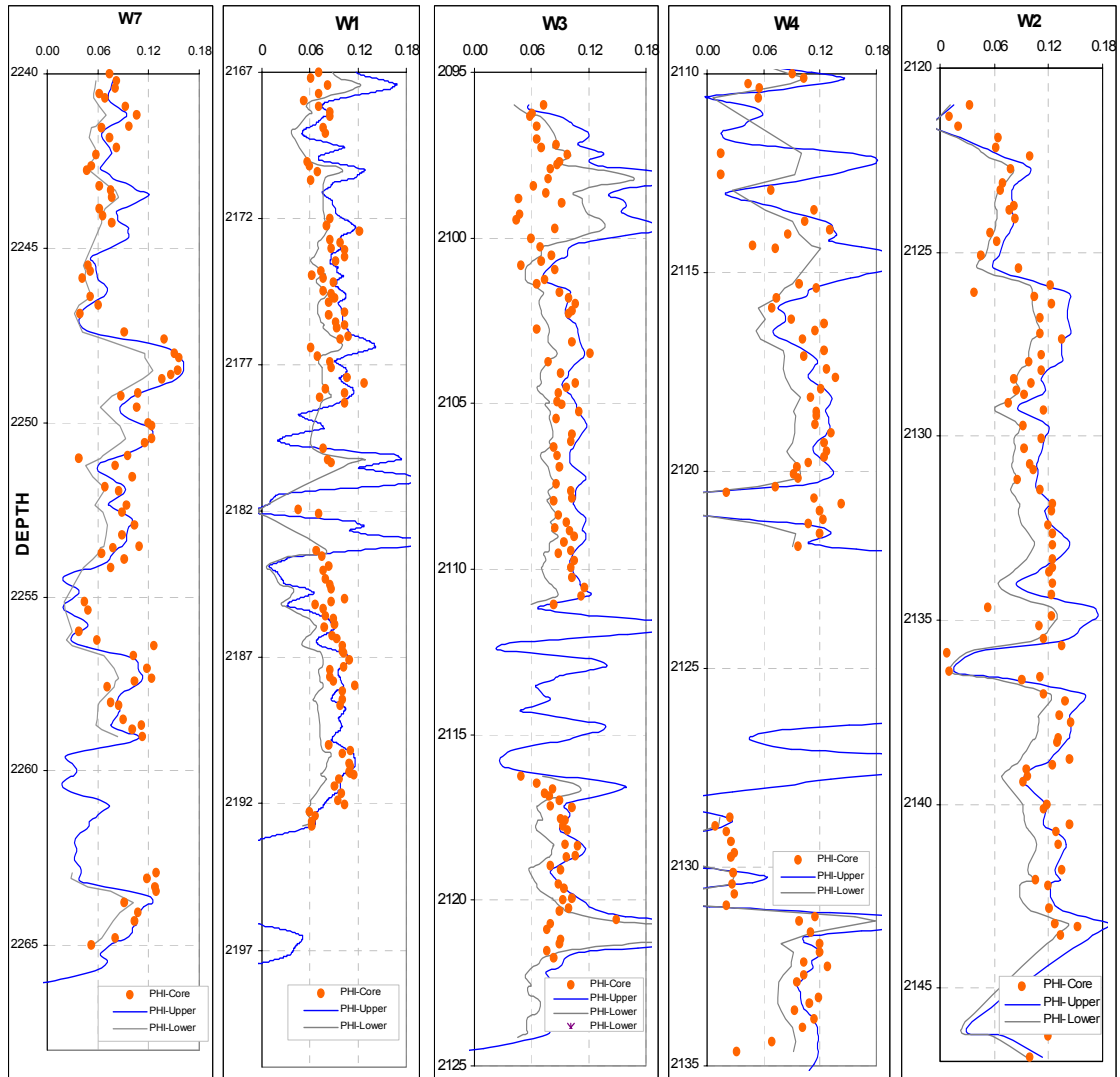 W7
0.00 0.06 0.12 0.18
2240
2245
2250
2255
2260
2265
DEPTH
PHI-Core
PHI-Upper
PHI-Lower
W1
0 0.06 0.12 0.18
2167
2172
2177
2182
2187
2192
2197
PHI-Core
PHI-Upper
PHI-Lower
W3
0.00 0.06 0.12 0.18
2095
2100
2105
2110
2115
2120
2125
PHI-Core
PHI-Upper
PHI-Lower
PHI-Lower
W4
0.00 0.06 0.12 0.18
2110
2115
2120
2125
2130
2135
PHI-Core
PHI-Upper
PHI-Lower
W2
0 0.06 0.12 0.18
2120
2125
2130
2135
2140
2145
PHI-Core
PHI-Upper
PHI-Lower